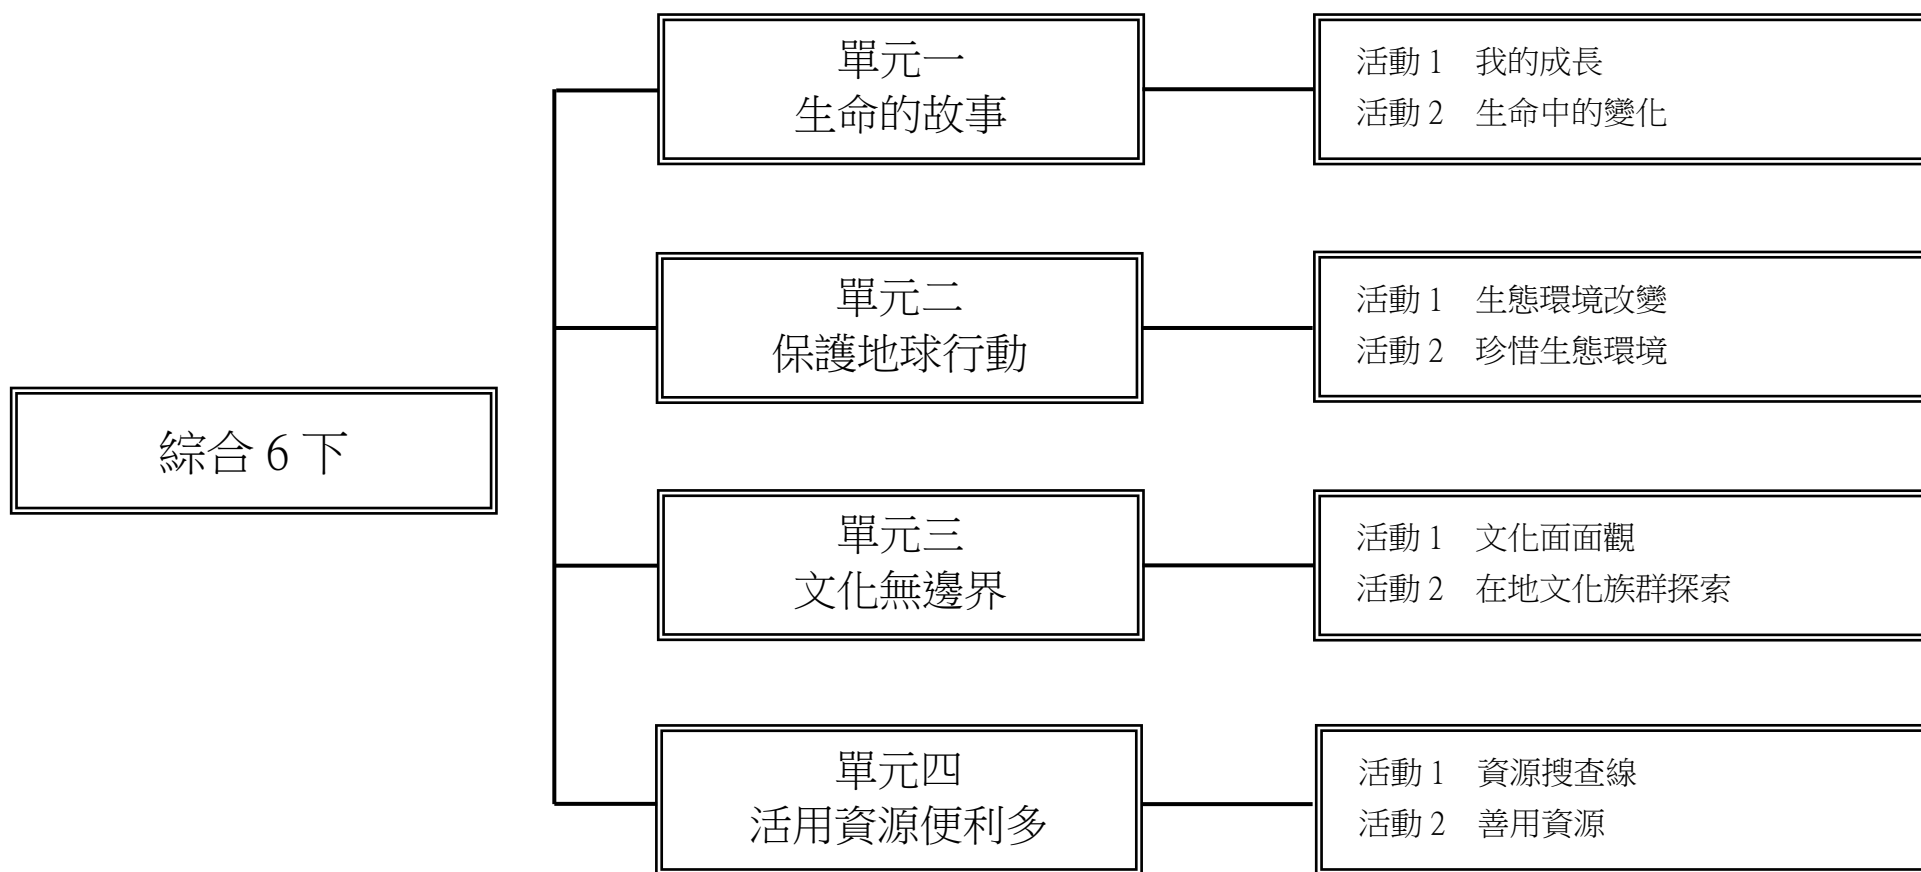 綜合 6 下
單元一
生命的故事
活動 1　我的成長
活動 2　生命中的變化
單元二
保護地球行動
活動 1　生態環境改變
活動 2　珍惜生態環境
單元三
文化無邊界
活動 1　文化面面觀
活動 2　在地文化族群探索
單元四
活用資源便利多
活動 1　資源搜查線
活動 2　善用資源